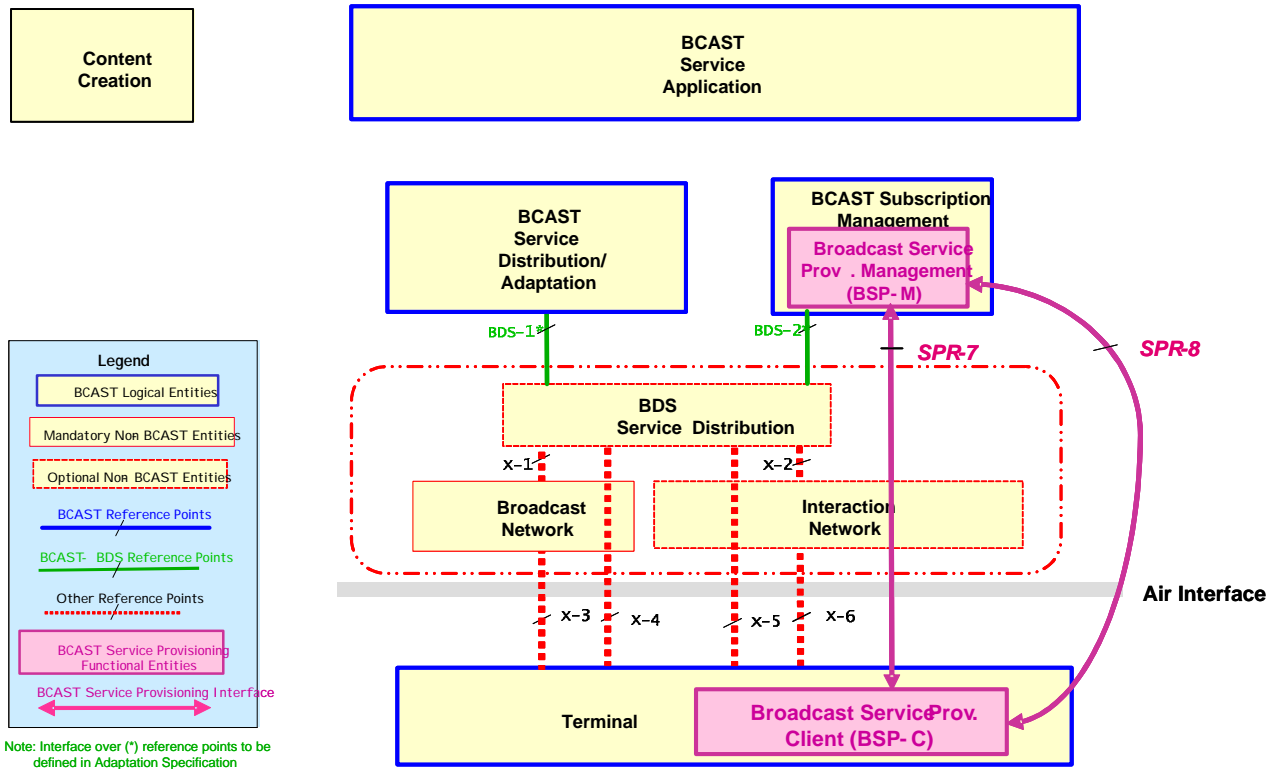 Content
Creation
BCAST
Service
Application
BCAST
Service
Distribution/
Adaptation
BCAST Subscription
Management
Broadcast Service
Prov . Management
(BSP- M)
BDS-1*
BDS-2*
SPR-7
SPR-8
BDS
Service Distribution
X-1
X-2
Broadcast
Network
Interaction
Network
Air Interface
X-3
X-4
X-5
X-6
Terminal
Broadcast Service Prov.
Client (BSP- C)
Legend
BCAST Logical Entities
Mandatory Non BCAST Entities
Optional Non BCAST Entities
BCAST Reference Points
BCAST- BDS Reference Points
Other Reference Points
BCAST Service Provisioning
Functional Entities
BCAST Service Provisioning Interface
Note: Interface over (*) reference points to be
defined in Adaptation Specification